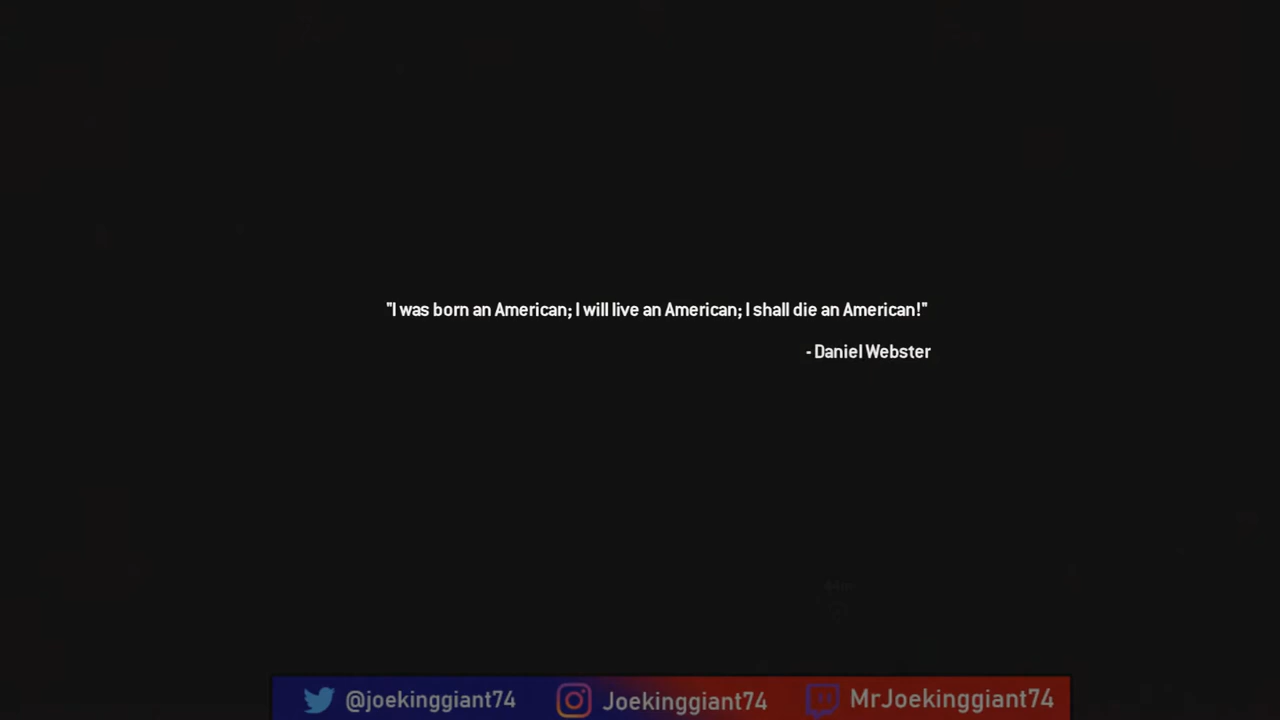 "I was born an American; I will live an American; I shall die an American!"
- Daniel Webster
@joekinggiant74 Joekinggiant74 MrJoekinggiant74